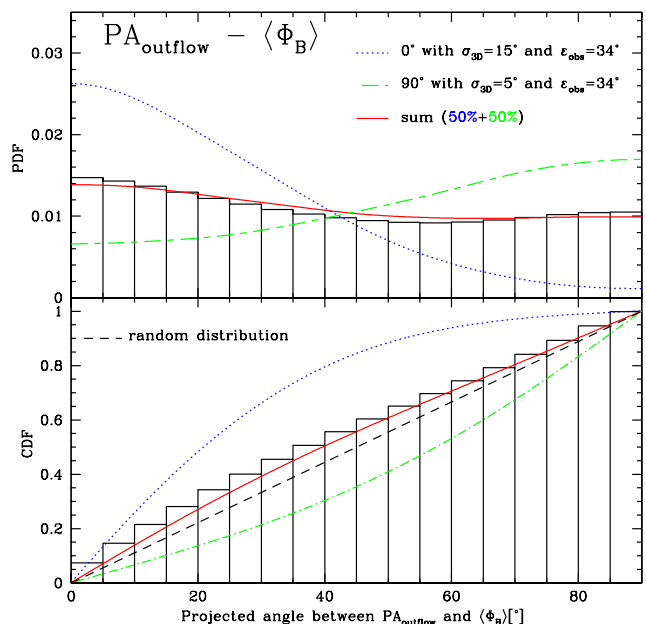 PA_outflow − ⟨Φ_B⟩
0° with σ_3D=15° and ε_obs=34°
90° with σ_3D=5° and ε_obs=34°
sum (50%+50%)
0.03
0.02
0.01
0
PDF
random distribution
1
0.8
0.6
0.4
0.2
0
CDF
0 20 40 60 80
Projected angle between PA_outflow and ⟨Φ_B⟩[°]